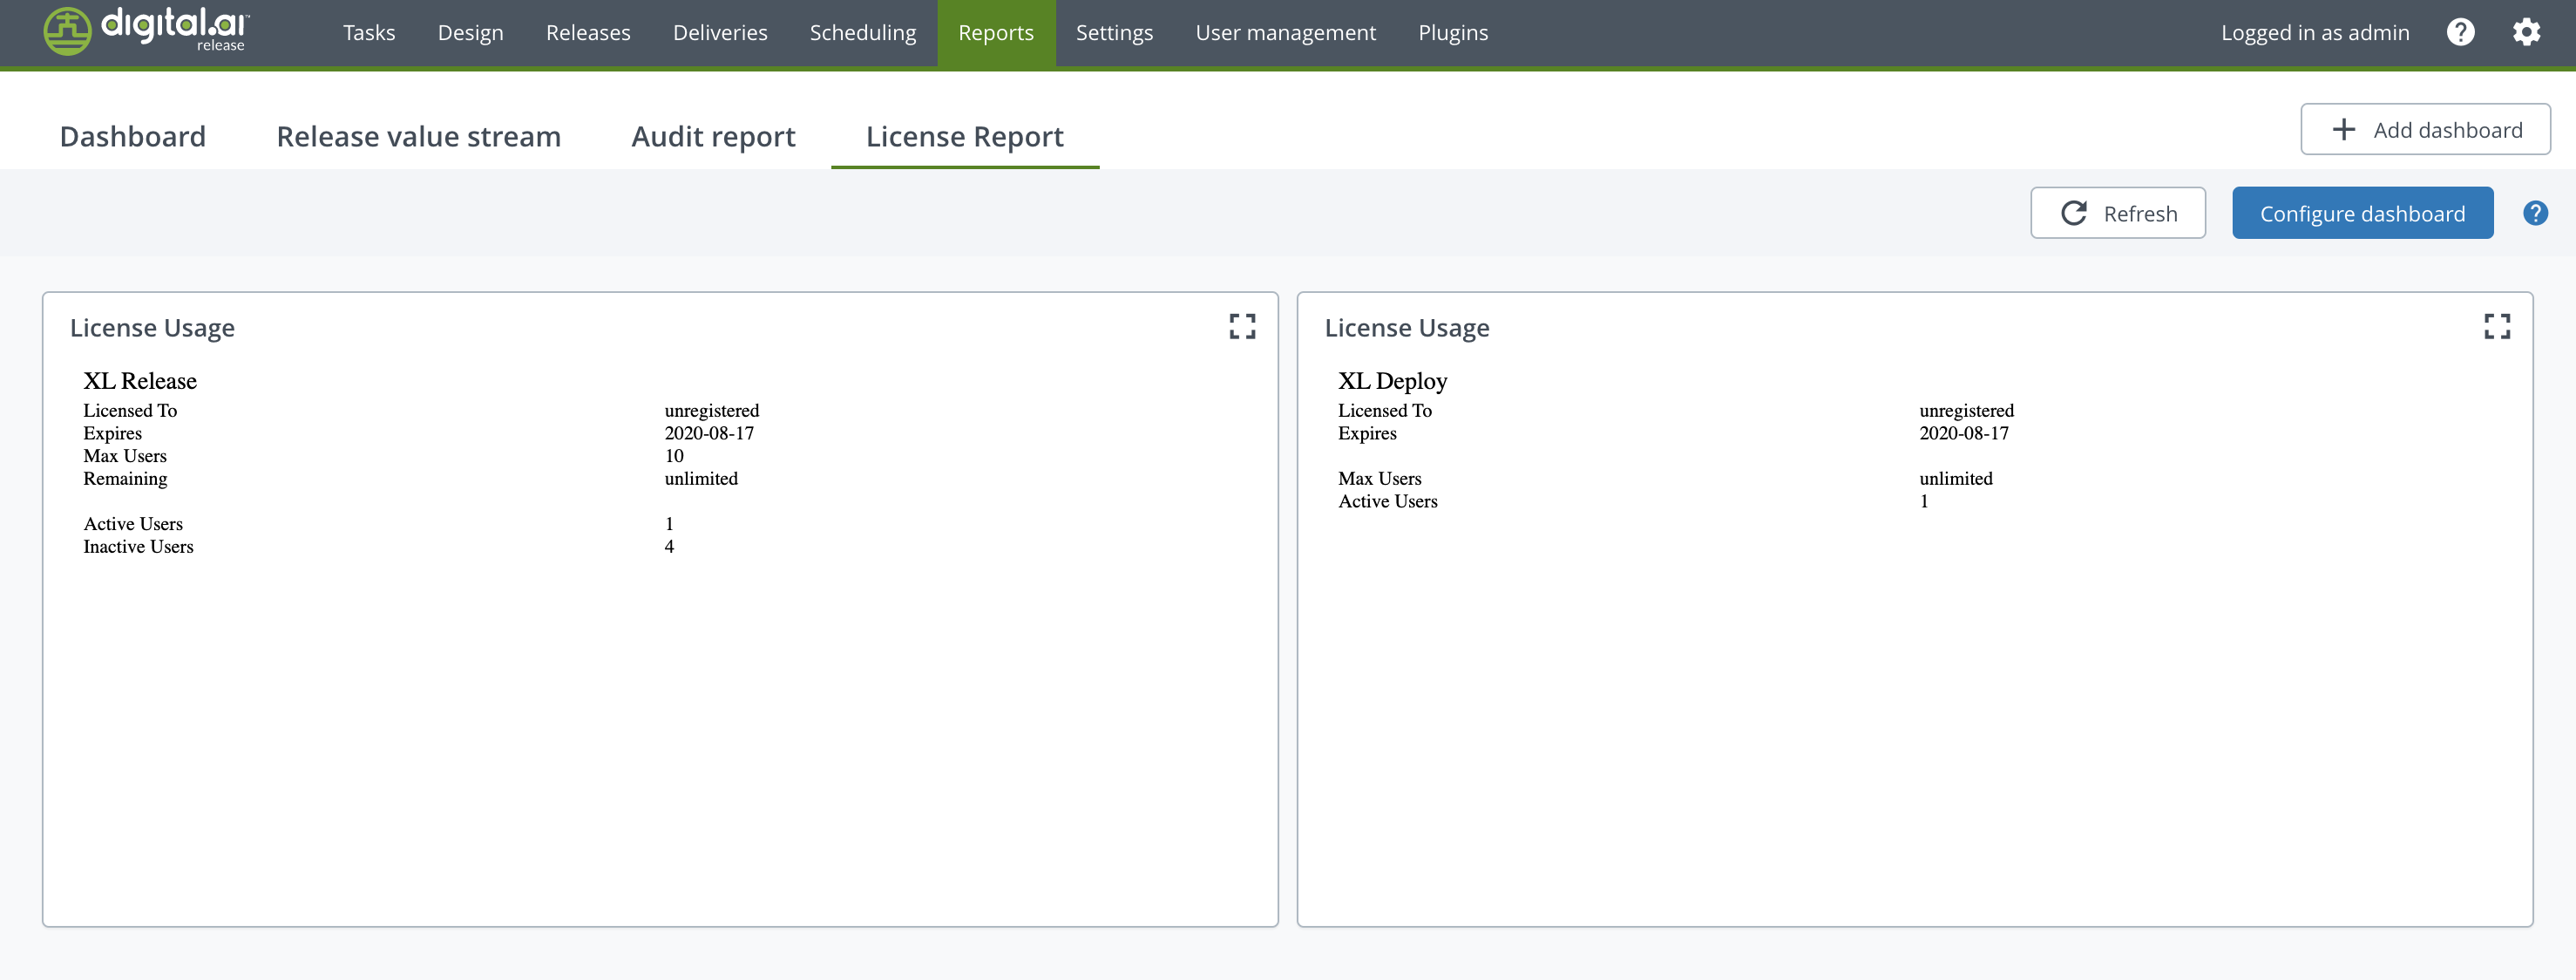 digital.ai™
release
Tasks Design Releases Deliveries Scheduling Reports Settings User management Plugins Logged in as admin ?
Dashboard Release value stream Audit report License Report + Add dashboard
Refresh Configure dashboard ?
License Usage
XL Release
Licensed To unregistered
Expires 2020-08-17
Max Users 10
Remaining unlimited
Active Users 1
Inactive Users 4
License Usage
XL Deploy
Licensed To unregistered
Expires 2020-08-17
Max Users unlimited
Active Users 1